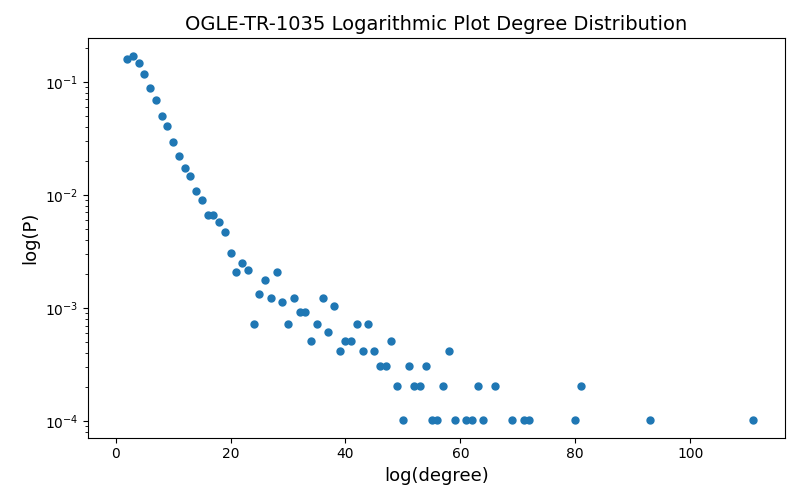 OGLE-TR-1035 Logarithmic Plot Degree Distribution
log(P)
10⁻¹
10⁻²
10⁻³
10⁻⁴
0 20 40 60 80 100
log(degree)